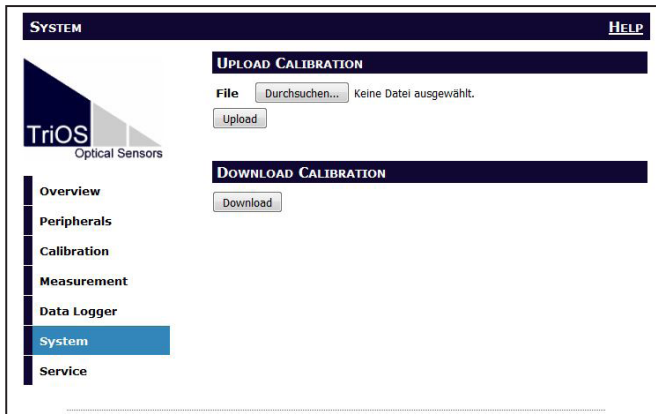 SYSTEM
HELP
TriOS
Optical Sensors
Overview
Peripherals
Calibration
Measurement
Data Logger
System
Service
UPLOAD CALIBRATION
File Durchsuchen... Keine Datei ausgewählt.
Upload
DOWNLOAD CALIBRATION
Download